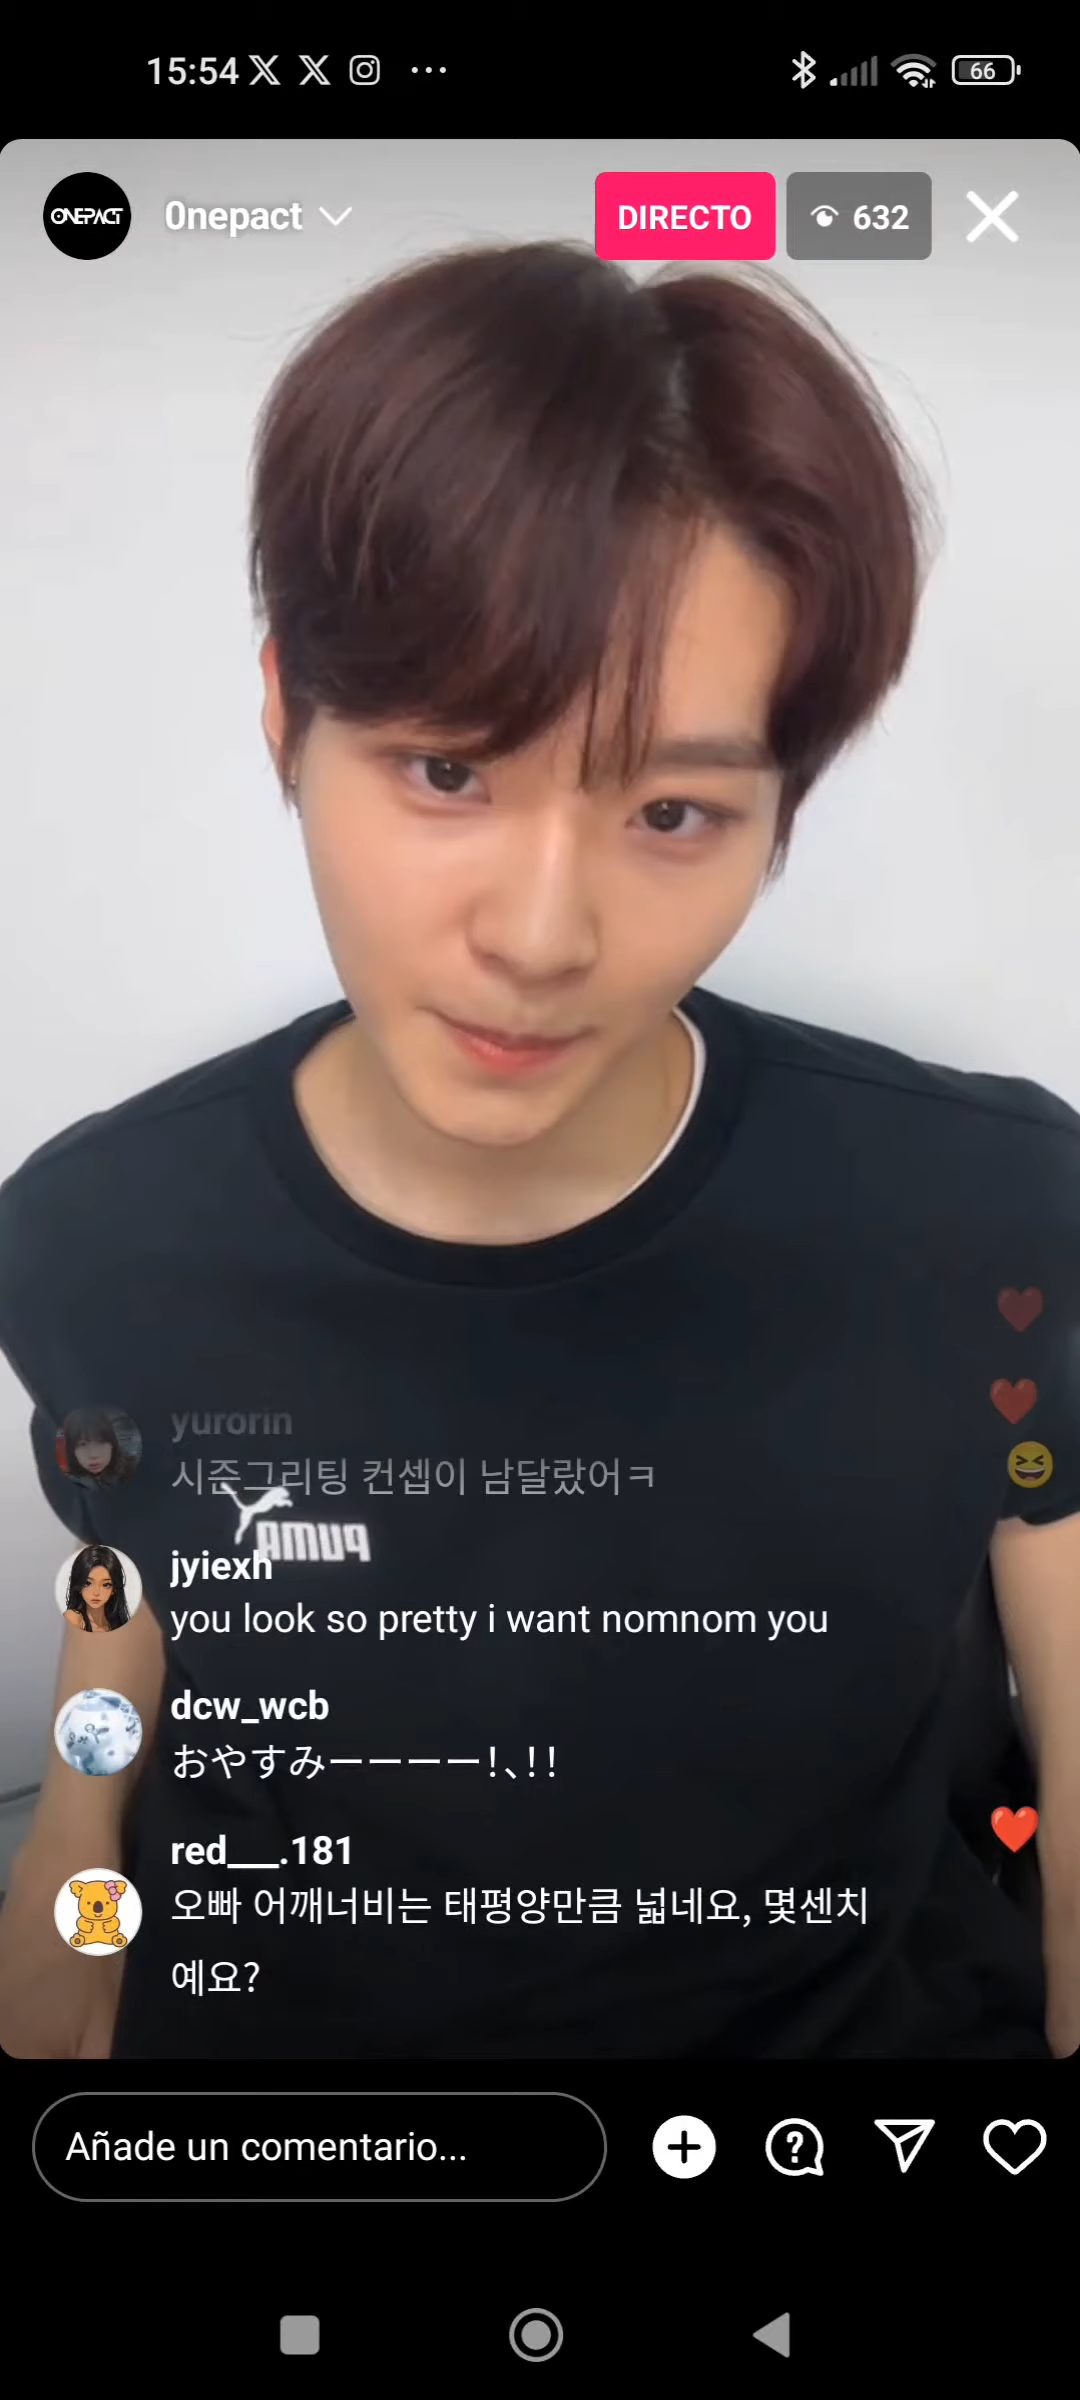 15:54
66
ONEPACT
0nepact
DIRECTO
632
yurorin
시즌그리팅 컨셉이 남달랐어ㅋ
PUMA
jyiexh
you look so pretty i want nomnom you
dcw_wcb
おやすみーーーー!、!!
red___.181
오빠 어깨너비는 태평양만큼 넓네요, 몇센치
예요?
Añade un comentario...